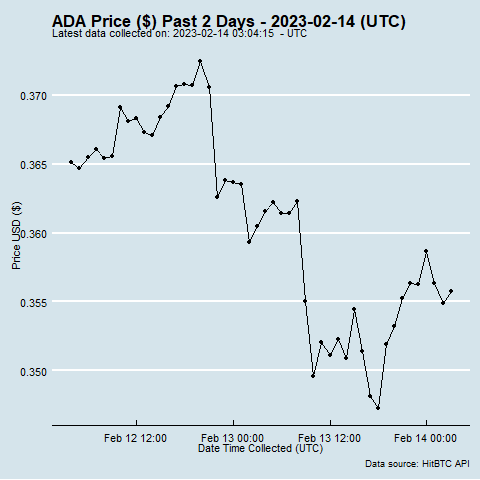 ADA Price ($) Past 2 Days - 2023-02-14 (UTC)
Latest data collected on: 2023-02-14 03:04:15 - UTC
0.370
0.365
0.360
0.355
0.350
Price USD ($)
Feb 12 12:00
Feb 13 00:00
Feb 13 12:00
Feb 14 00:00
Date Time Collected (UTC)
Data source: HitBTC API